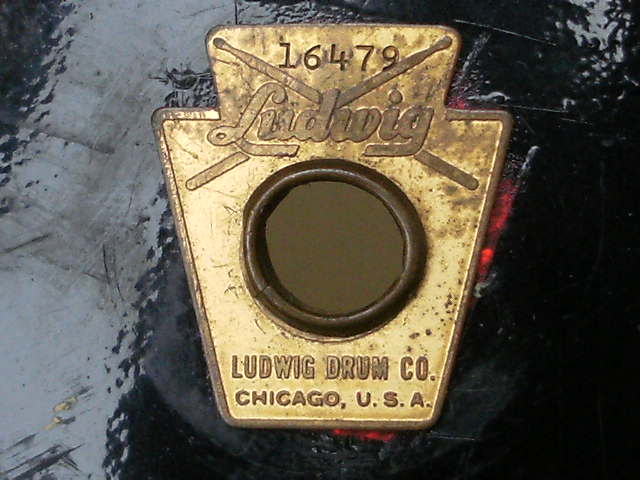 16479
Ludwig
LUDWIG DRUM CO.
CHICAGO, U.S.A.